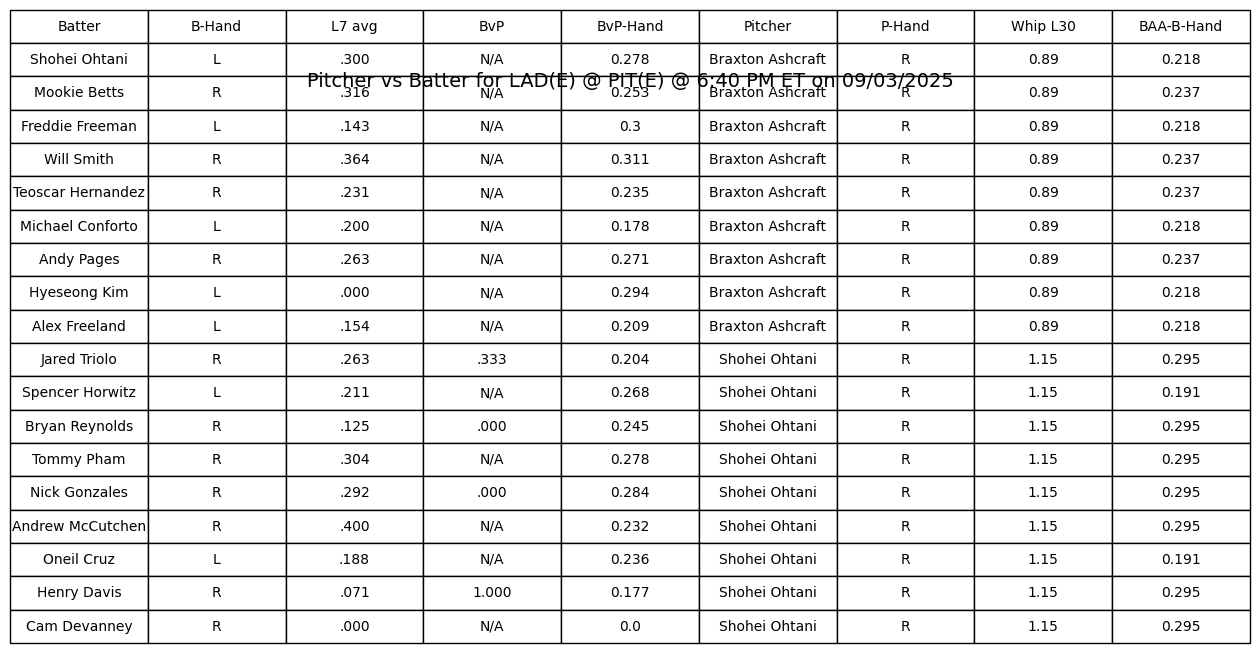 Batter B-Hand L7 avg BvP BvP-Hand Pitcher P-Hand Whip L30 BAA-B-Hand
Shohei Ohtani L .300 N/A 0.278 Braxton Ashcraft R 0.89 0.218
Pitcher vs Batter for LAD(E) @ PIT(E) @ 6:40 PM ET on 09/03/2025
Mookie Betts R .316 N/A 0.253 Braxton Ashcraft R 0.89 0.237
Freddie Freeman L .143 N/A 0.3 Braxton Ashcraft R 0.89 0.218
Will Smith R .364 N/A 0.311 Braxton Ashcraft R 0.89 0.237
Teoscar Hernandez R .231 N/A 0.235 Braxton Ashcraft R 0.89 0.237
Michael Conforto L .200 N/A 0.178 Braxton Ashcraft R 0.89 0.218
Andy Pages R .263 N/A 0.271 Braxton Ashcraft R 0.89 0.237
Hyeseong Kim L .000 N/A 0.294 Braxton Ashcraft R 0.89 0.218
Alex Freeland L .154 N/A 0.209 Braxton Ashcraft R 0.89 0.218
Jared Triolo R .263 .333 0.204 Shohei Ohtani R 1.15 0.295
Spencer Horwitz L .211 N/A 0.268 Shohei Ohtani R 1.15 0.191
Bryan Reynolds R .125 .000 0.245 Shohei Ohtani R 1.15 0.295
Tommy Pham R .304 N/A 0.278 Shohei Ohtani R 1.15 0.295
Nick Gonzales R .292 .000 0.284 Shohei Ohtani R 1.15 0.295
Andrew McCutchen R .400 N/A 0.232 Shohei Ohtani R 1.15 0.295
Oneil Cruz L .188 N/A 0.236 Shohei Ohtani R 1.15 0.191
Henry Davis R .071 1.000 0.177 Shohei Ohtani R 1.15 0.295
Cam Devanney R .000 N/A 0.0 Shohei Ohtani R 1.15 0.295